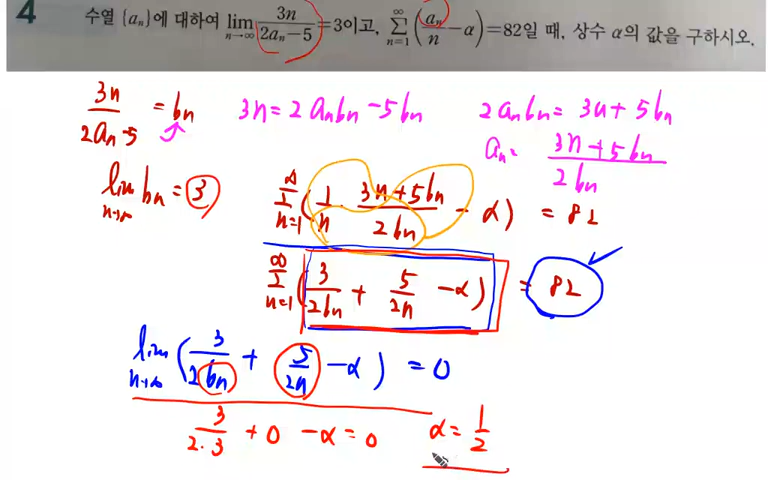 4 수열 {aₙ}에 대하여 lim_{n→∞} 3n/(2aₙ-5)=3이고, Σ_{n=1}^{∞} (aₙ/n - α)=82일 때, 상수 α의 값을 구하시오.
3n/(2aₙ-5) = bₙ    3n = 2aₙbₙ - 5bₙ    2aₙbₙ = 3n + 5bₙ
aₙ = (3n + 5bₙ)/(2bₙ)
lim_{n→∞} bₙ = 3
Σ_{n=1}^{∞} (1/n · (3n + 5bₙ)/(2bₙ) - α) = 82
Σ_{n=1}^{∞} (3/(2bₙ) + 5/(2n) - α) = 82
lim_{n→∞} (3/(2bₙ) + 5/(2n) - α) = 0
3/(2·3) + 0 - α = 0    α = 1/2